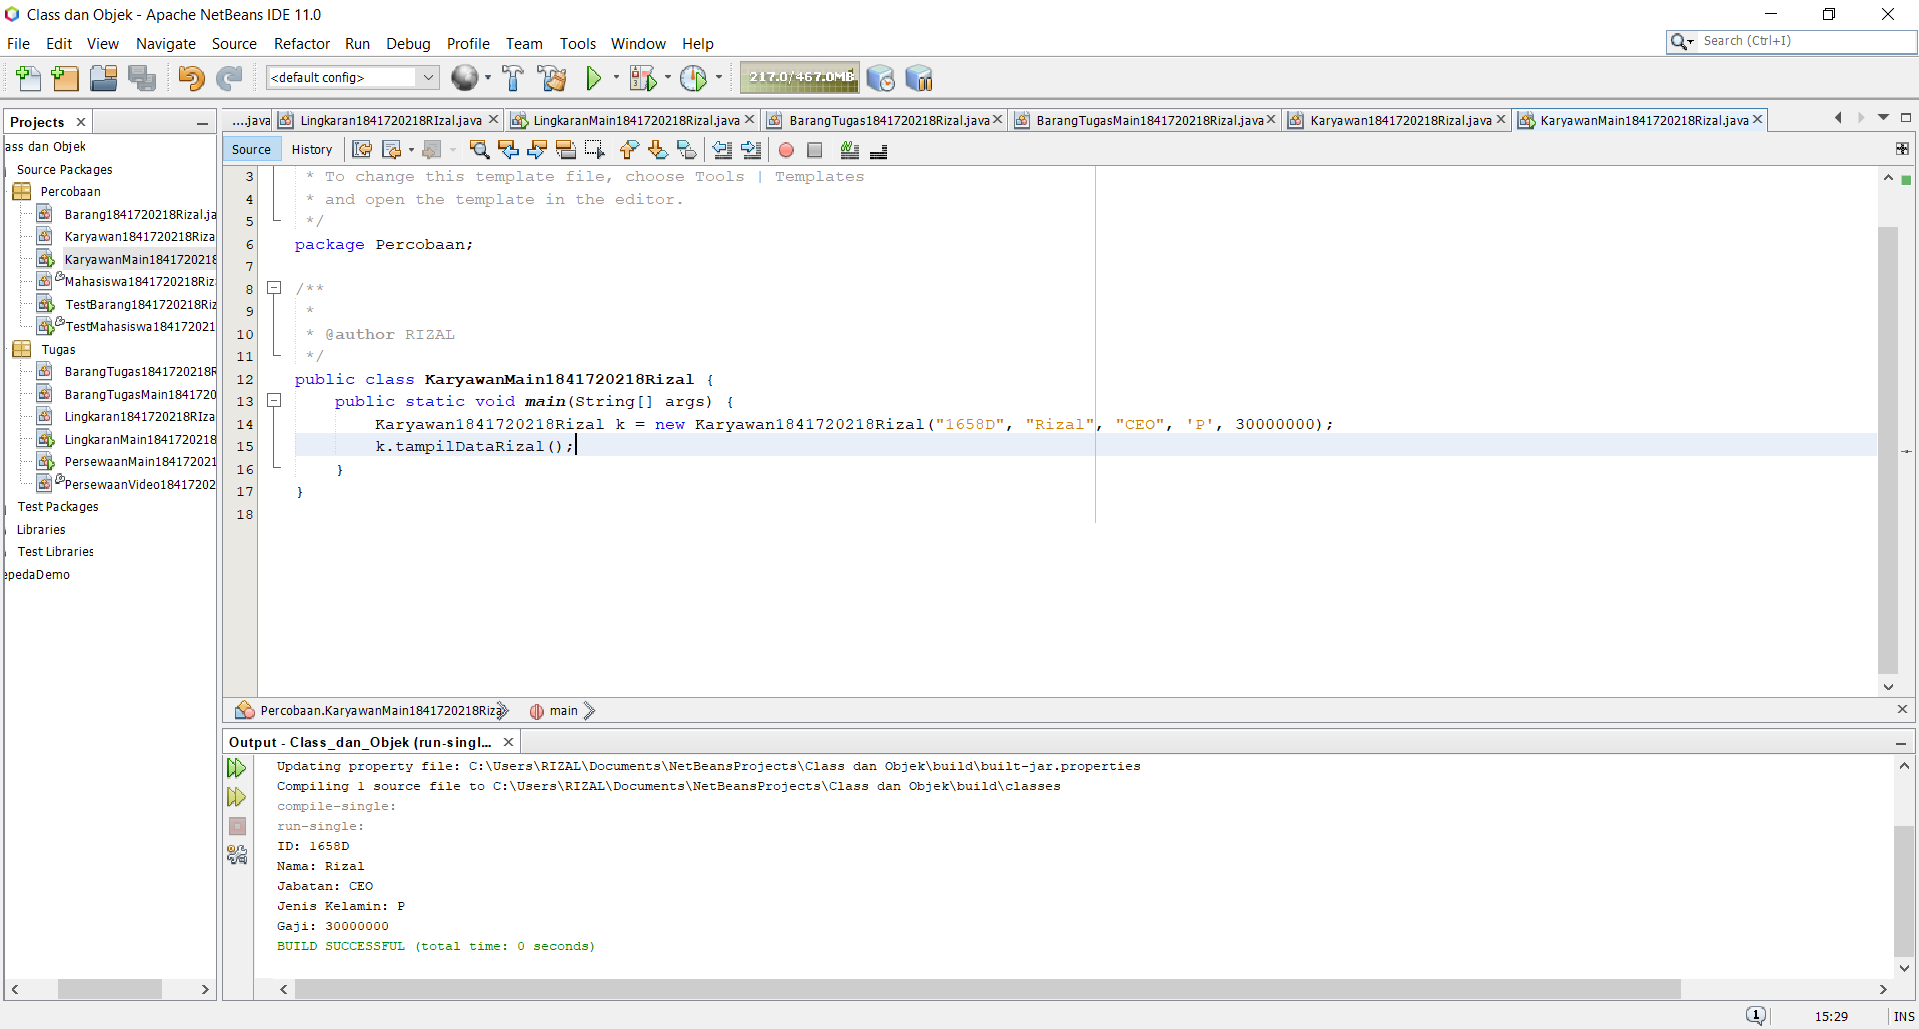 Class dan Objek - Apache NetBeans IDE 11.0
File Edit View Navigate Source Refactor Run Debug Profile Team Tools Window Help
Search (Ctrl+I)
<default config>
217.0/467.0MB
Projects
....java
Lingkaran1841720218RIzal.java
LingkaranMain1841720218Rizal.java
BarangTugas1841720218Rizal.java
BarangTugasMain1841720218Rizal.java
Karyawan1841720218Rizal.java
KaryawanMain1841720218Rizal.java
ass dan Objek
Source Packages
Percobaan
Barang1841720218Rizal.ja
Karyawan1841720218Riza
KaryawanMain1841720218
Mahasiswa1841720218Riz
TestBarang1841720218Riz
TestMahasiswa184172021
Tugas
BarangTugas1841720218R
BarangTugasMain1841720
Lingkaran1841720218RIza
LingkaranMain1841720218
PersewaanMain184172021
PersewaanVideo18417202
Test Packages
Libraries
Test Libraries
epedaDemo
Source History
3 * To change this template file, choose Tools | Templates
4 * and open the template in the editor.
5 */
6 package Percobaan;
7
8 /**
9 *
10 * @author RIZAL
11 */
12 public class KaryawanMain1841720218Rizal {
13 public static void main(String[] args) {
14 Karyawan1841720218Rizal k = new Karyawan1841720218Rizal("1658D", "Rizal", "CEO", 'P', 30000000);
15 k.tampilDataRizal();
16 }
17 }
18
Percobaan.KaryawanMain1841720218Riza
main
Output - Class_dan_Objek (run-singl...
Updating property file: C:\Users\RIZAL\Documents\NetBeansProjects\Class dan Objek\build\built-jar.properties
Compiling 1 source file to C:\Users\RIZAL\Documents\NetBeansProjects\Class dan Objek\build\classes
compile-single:
run-single:
ID: 1658D
Nama: Rizal
Jabatan: CEO
Jenis Kelamin: P
Gaji: 30000000
BUILD SUCCESSFUL (total time: 0 seconds)
1
15:29
INS